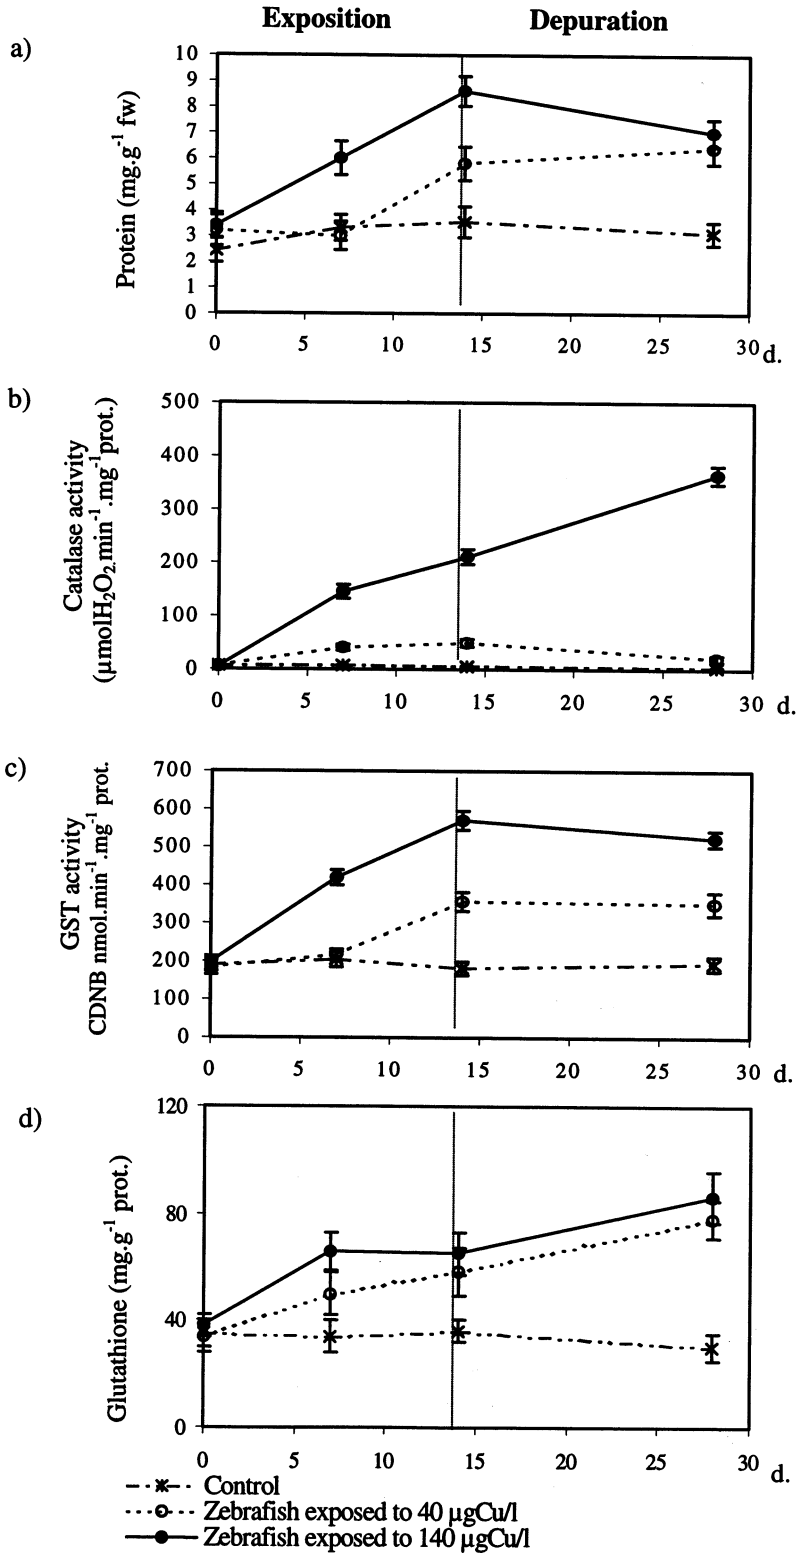 Exposition Depuration
a)
Protein (mg.g-1 fw)
10
9
8
7
6
5
4
3
2
1
0
0 5 10 15 20 25 30 d.
b)
Catalase activity
(µmolH2O2.min-1.mg-1prot.)
500
400
300
200
100
0
0 5 10 15 20 25 30 d.
c)
GST activity
CDNB nmol.min-1.mg-1 prot.
700
600
500
400
300
200
100
0
0 5 10 15 20 25 30 d.
d)
Glutathione (mg.g-1 prot.)
120
80
40
0
0 5 10 15 20 25 30 d.
Control
Zebrafish exposed to 40 µgCu/l
Zebrafish exposed to 140 µgCu/l